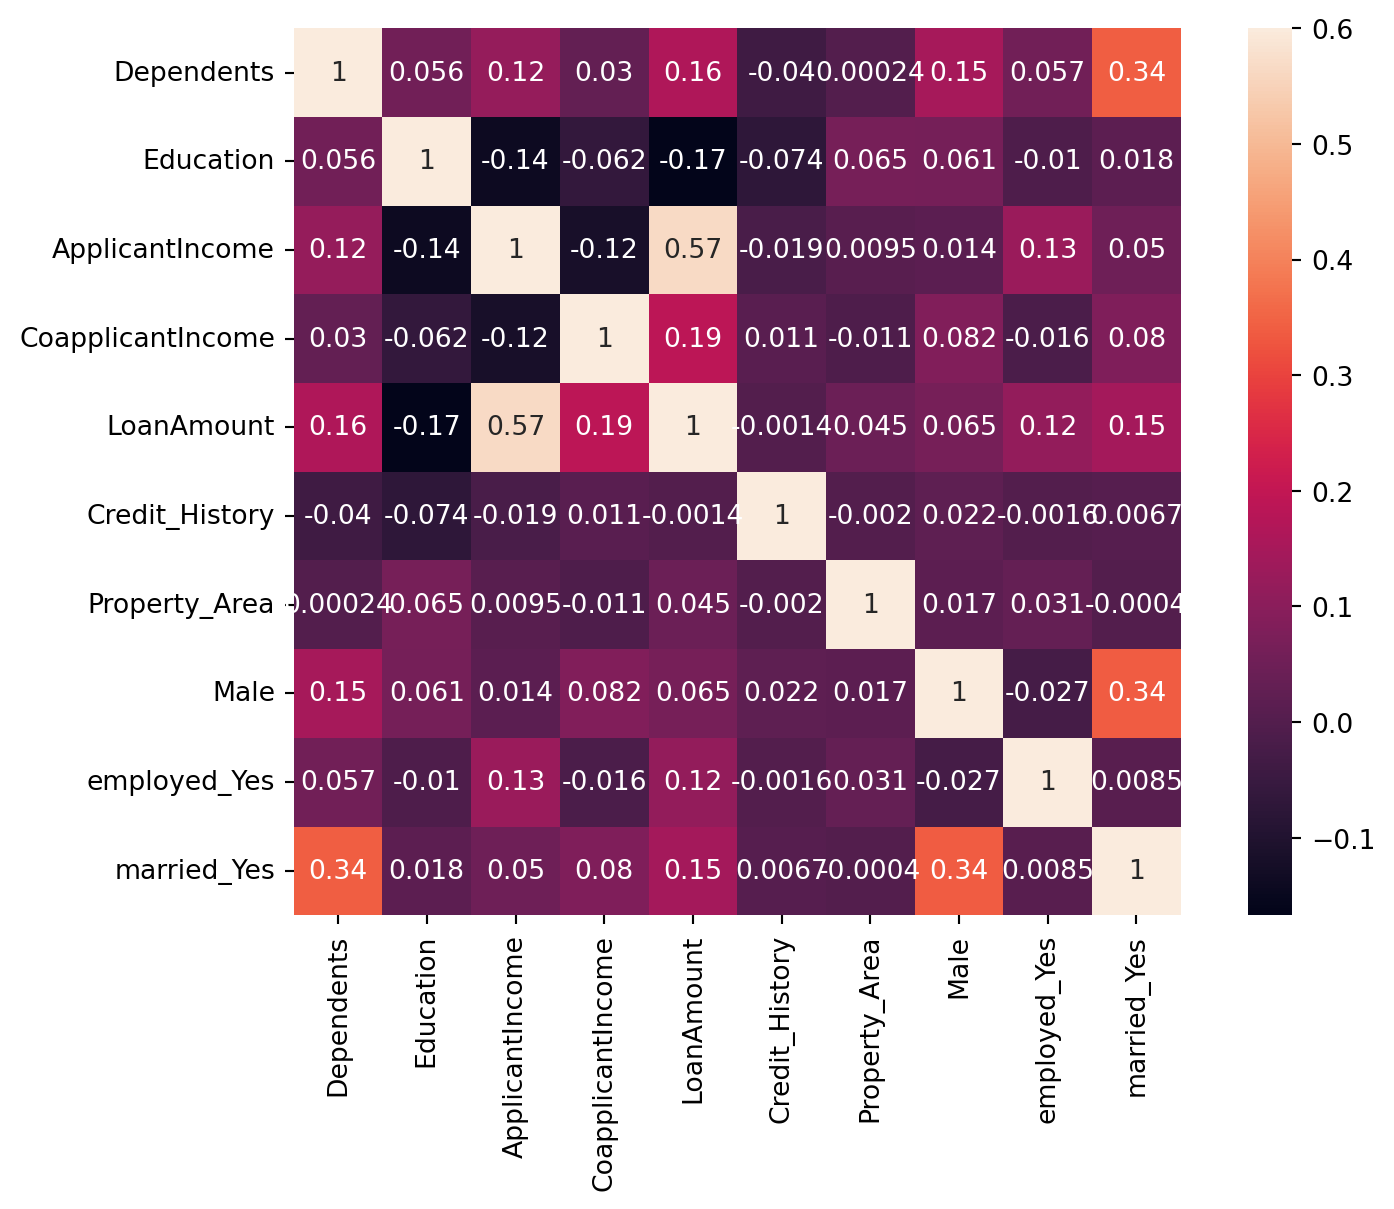 Dependents 1 0.056 0.12 0.03 0.16 -0.04 0.00024 0.15 0.057 0.34
Education 0.056 1 -0.14 -0.062 -0.17 -0.074 0.065 0.061 -0.01 0.018
ApplicantIncome 0.12 -0.14 1 -0.12 0.57 -0.019 0.0095 0.014 0.13 0.05
CoapplicantIncome 0.03 -0.062 -0.12 1 0.19 0.011 -0.011 0.082 -0.016 0.08
LoanAmount 0.16 -0.17 0.57 0.19 1 -0.0014 0.045 0.065 0.12 0.15
Credit_History -0.04 -0.074 -0.019 0.011 -0.0014 1 -0.002 0.022 -0.0016 0.0067
Property_Area -0.00024 0.065 0.0095 -0.011 0.045 -0.002 1 0.017 0.031 -0.0004
Male 0.15 0.061 0.014 0.082 0.065 0.022 0.017 1 -0.027 0.34
employed_Yes 0.057 -0.01 0.13 -0.016 0.12 -0.0016 0.031 -0.027 1 0.0085
married_Yes 0.34 0.018 0.05 0.08 0.15 0.0067 -0.0004 0.34 0.0085 1
Dependents
Education
ApplicantIncome
CoapplicantIncome
LoanAmount
Credit_History
Property_Area
Male
employed_Yes
married_Yes
0.6
0.5
0.4
0.3
0.2
0.1
0.0
−0.1